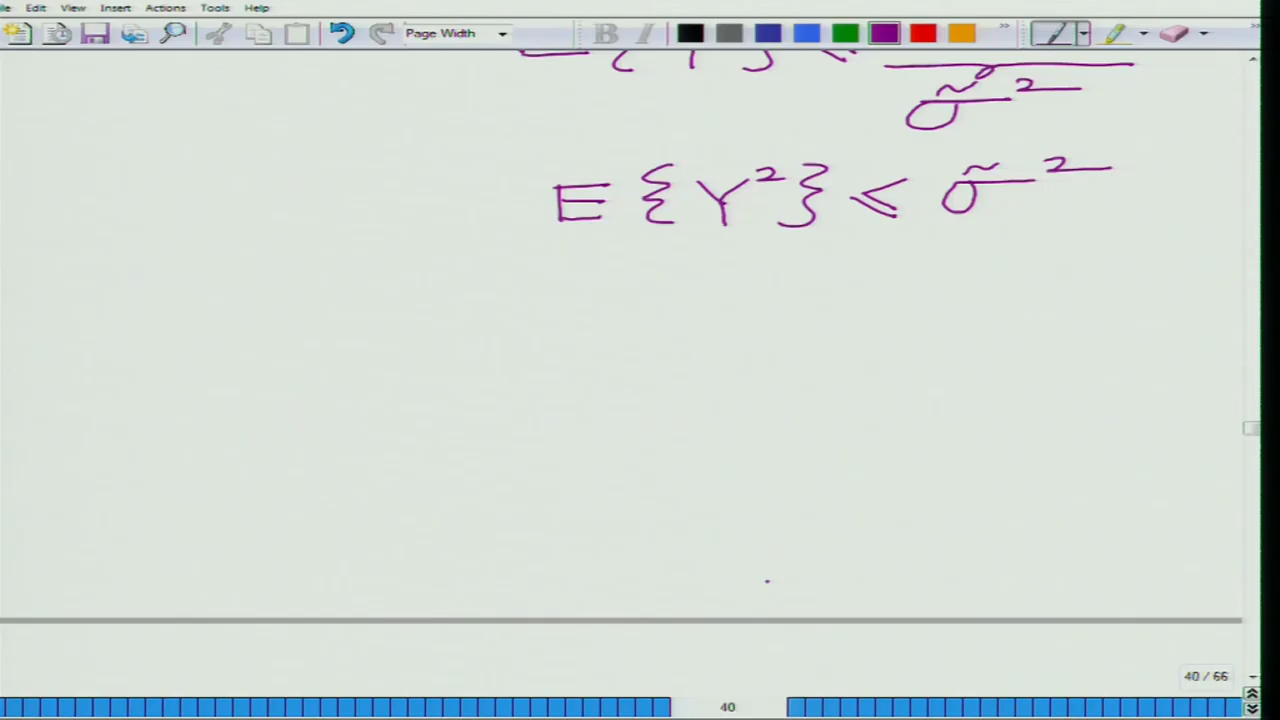 File Edit View Insert Actions Tools Help
Page Width B I
σ̃²
E {Y²} ≤ σ̃²
40 / 66
40